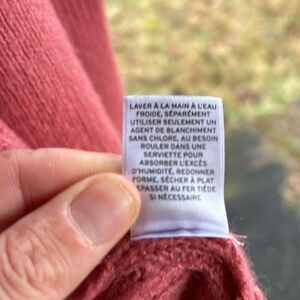 LAVER À LA MAIN À L'EAU
FROIDE, SÉPARÉMENT
UTILISER SEULEMENT UN
AGENT DE BLANCHIMENT
SANS CHLORE, AU BESOIN
ROULER DANS UNE
SERVIETTE POUR
ABSORBER L'EXCÈS
D'HUMIDITÉ, REDONNER
FORME, SÉCHER À PLAT
REPASSER AU FER TIÈDE
SI NÉCESSAIRE